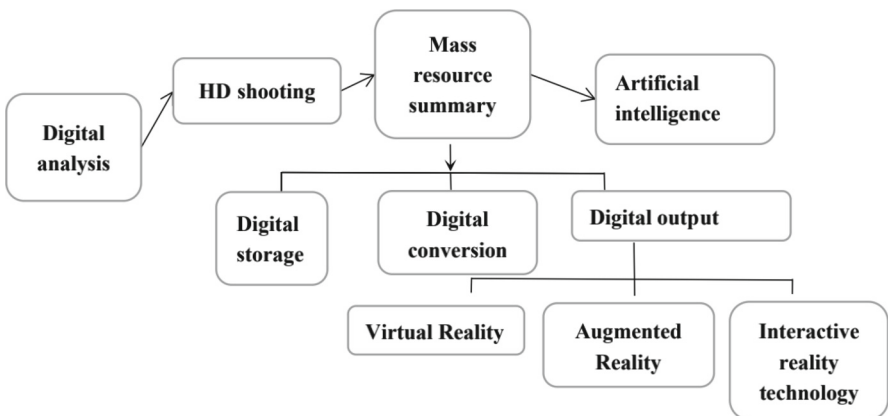 Digital
analysis
HD shooting
Mass
resource
summary
Artificial
intelligence
Digital
storage
Digital
conversion
Digital output
Virtual Reality
Augmented
Reality
Interactive
reality
technology